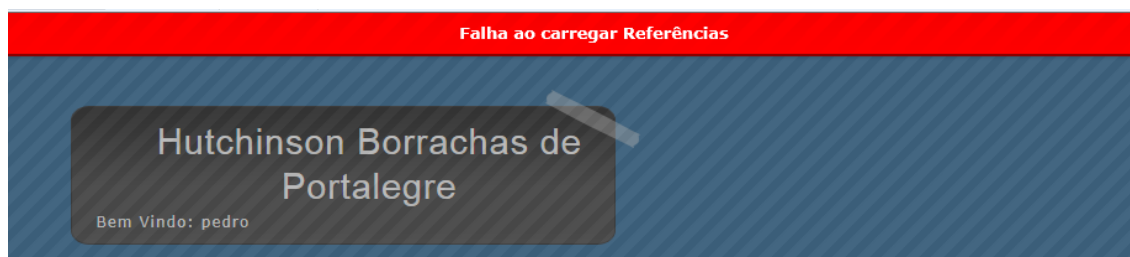 Falha ao carregar Referências
Hutchinson Borrachas de
Portalegre
Bem Vindo: pedro